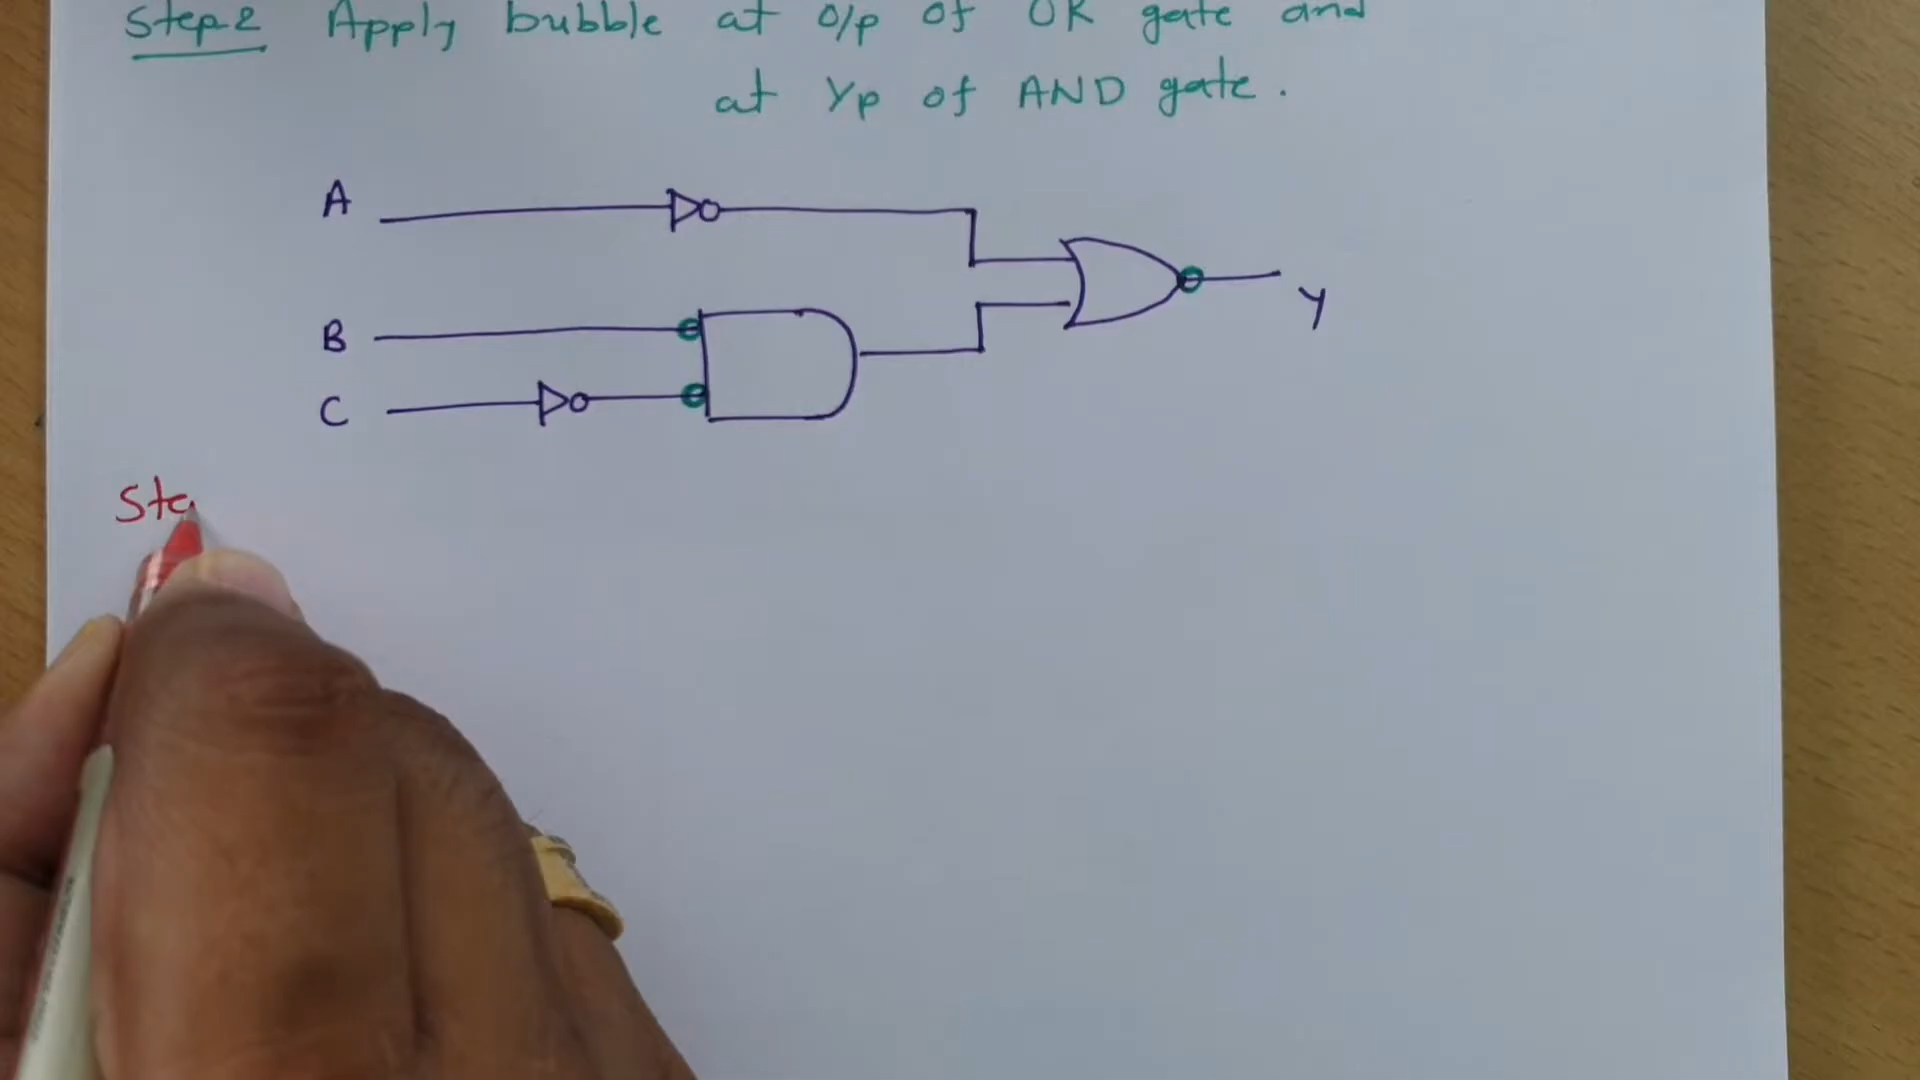 Step 2 Apply bubble at O/P of OR gate and
at I/P of AND gate.
A
B
C
Y
Ste